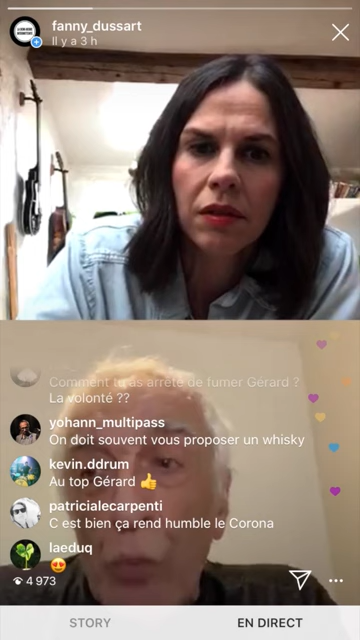 fanny_dussart
Il y a 3 h
Comment tu as arrêté de fumer Gérard ?
La volonté ??
yohann_multipass
On doit souvent vous proposer un whisky
kevin.ddrum
Au top Gérard 👍
patricialecarpenti
C est bien ça rend humble le Corona
laeduq
😍
4 973
STORY
EN DIRECT